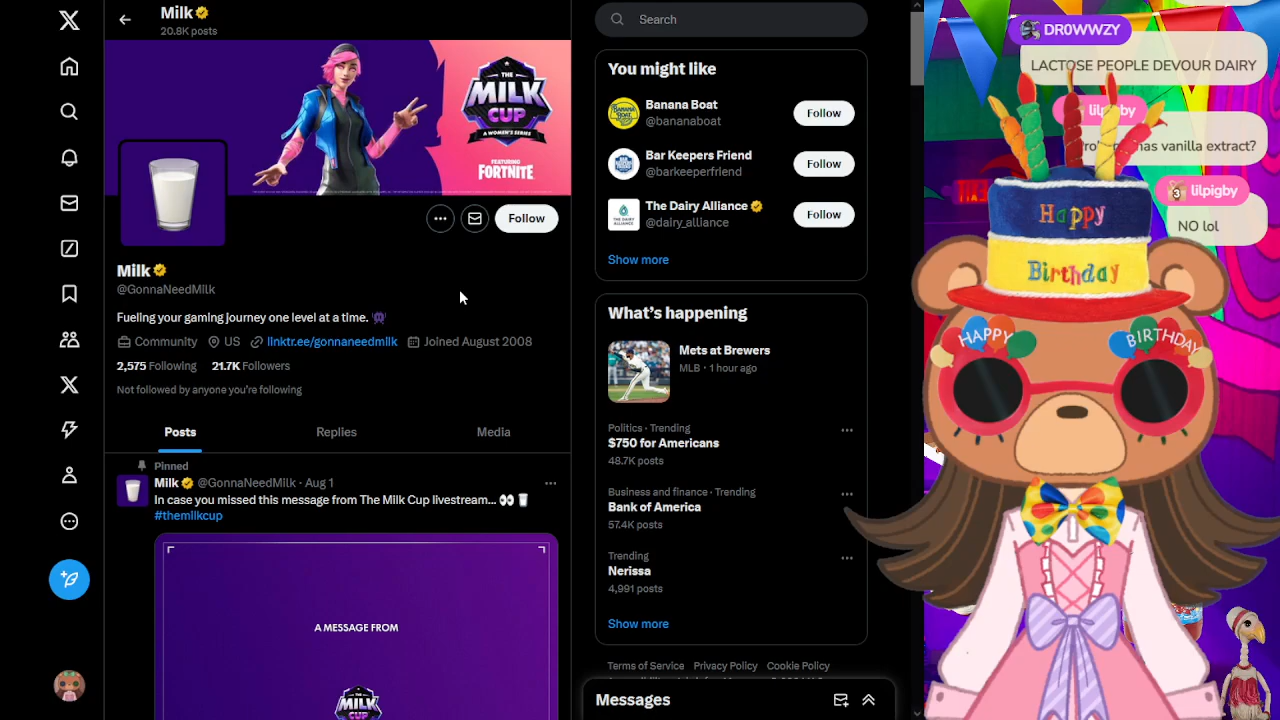 Milk
20.8K posts
THE
MILK
CUP
A WOMEN'S SERIES
FEATURING
FORTNITE
Follow
Milk
@GonnaNeedMilk
Fueling your gaming journey one level at a time.
Community US linktr.ee/gonnaneedmilk Joined August 2008
2,575 Following 21.7K Followers
Not followed by anyone you're following
Posts Replies Media
Pinned
Milk @GonnaNeedMilk · Aug 1
In case you missed this message from The Milk Cup livestream...
#themilkcup
A MESSAGE FROM
MILK
Search
You might like
BANANA BOAT
Banana Boat
@bananaboat
Follow
Bar Keepers Friend
@barkeeperfriend
Follow
The Dairy Alliance
@dairy_alliance
Follow
Show more
What's happening
Mets at Brewers
MLB · 1 hour ago
Politics · Trending
$750 for Americans
48.7K posts
Business and finance · Trending
Bank of America
57.4K posts
Trending
Nerissa
4,991 posts
Show more
Terms of Service Privacy Policy Cookie Policy
Messages
DR0WWZY
LACTOSE PEOPLE DEVOUR DAIRY
lilpigby
has vanilla extract?
lilpigby
NO lol
Happy
Birthday
HAPPY BIRTHDAY